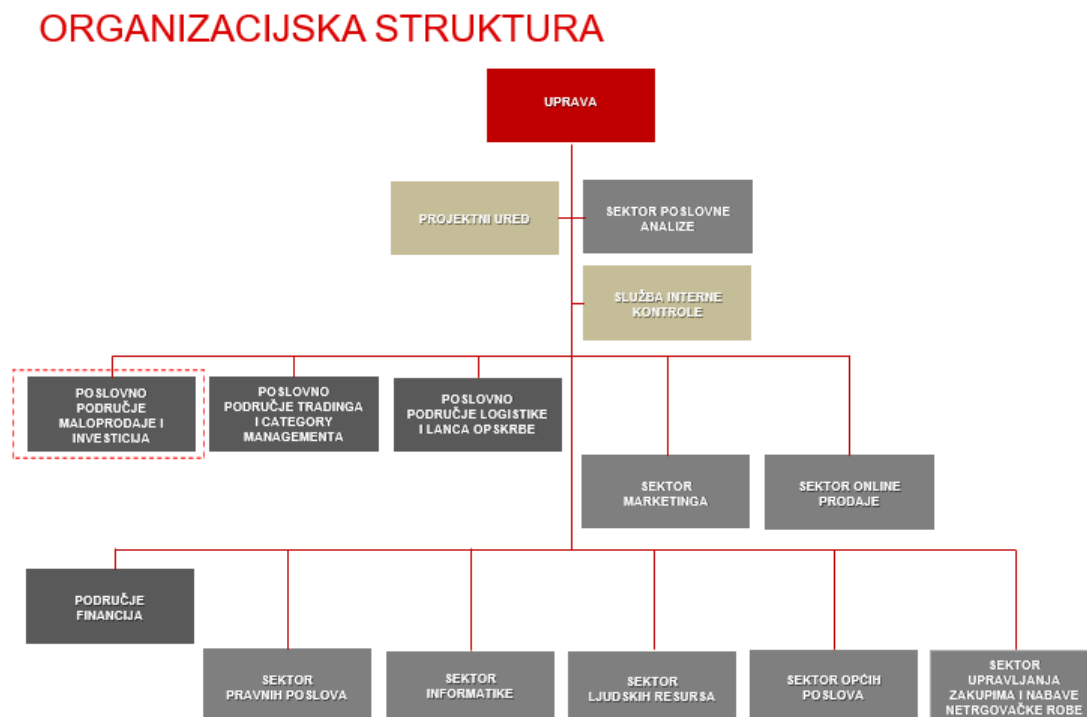 ORGANIZACIJSKA STRUKTURA
UPRAVA
PROJEKTNI URED
SEKTOR POSLOVNE
ANALIZE
SLUŽBA INTERNE
KONTROLE
POSLOVNO
PODRUČJE
MALOPRODAJE I
INVESTICIJA
POSLOVNO
PODRUČJE TRADINGA
I CATEGORY
MANAGEMENTA
POSLOVNO
PODRUČJE LOGISTIKE
I LANCA OPSKRBE
SEKTOR
MARKETINGA
SEKTOR ONLINE
PRODAJE
PODRUČJE
FINANCIJA
SEKTOR
PRAVNIH POSLOVA
SEKTOR
INFORMATIKE
SEKTOR
LJUDSKIH RESURSA
SEKTOR OPĆIH
POSLOVA
SEKTOR
UPRAVLJANJA
ZAKUPIMA I NABAVE
NETRGOVAČKE ROBE